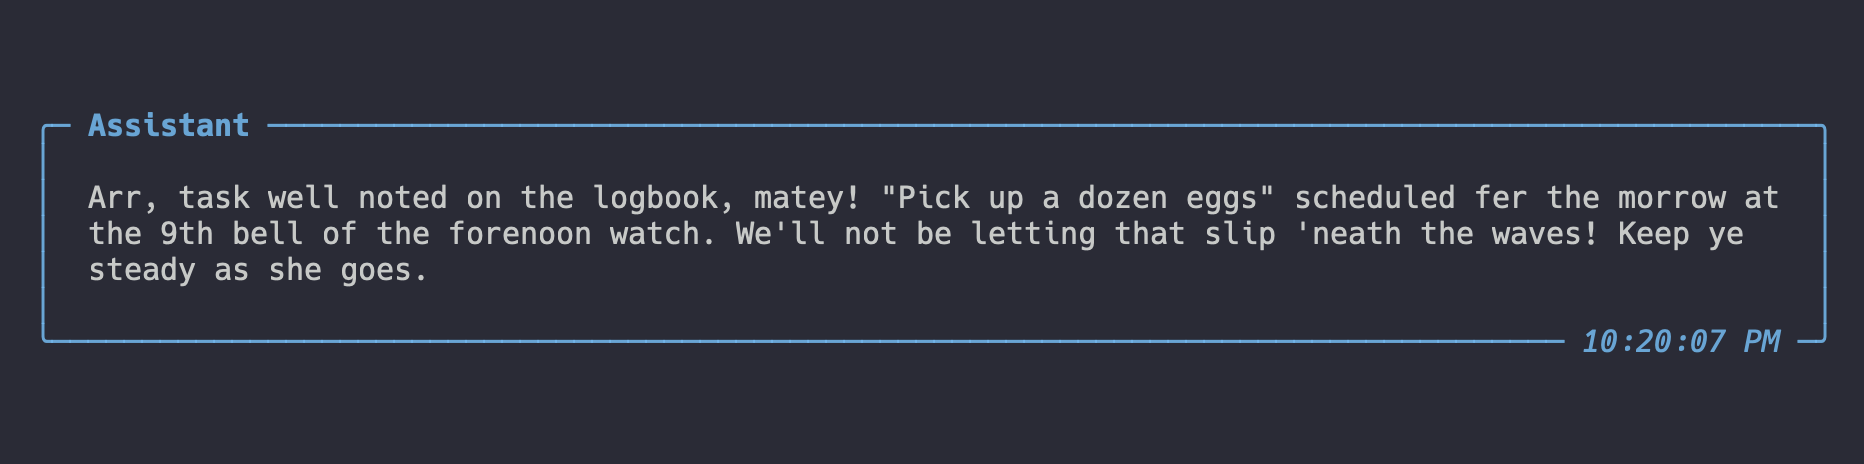 Assistant
Arr, task well noted on the logbook, matey! "Pick up a dozen eggs" scheduled fer the morrow at
the 9th bell of the forenoon watch. We'll not be letting that slip 'neath the waves! Keep ye
steady as she goes.
10:20:07 PM